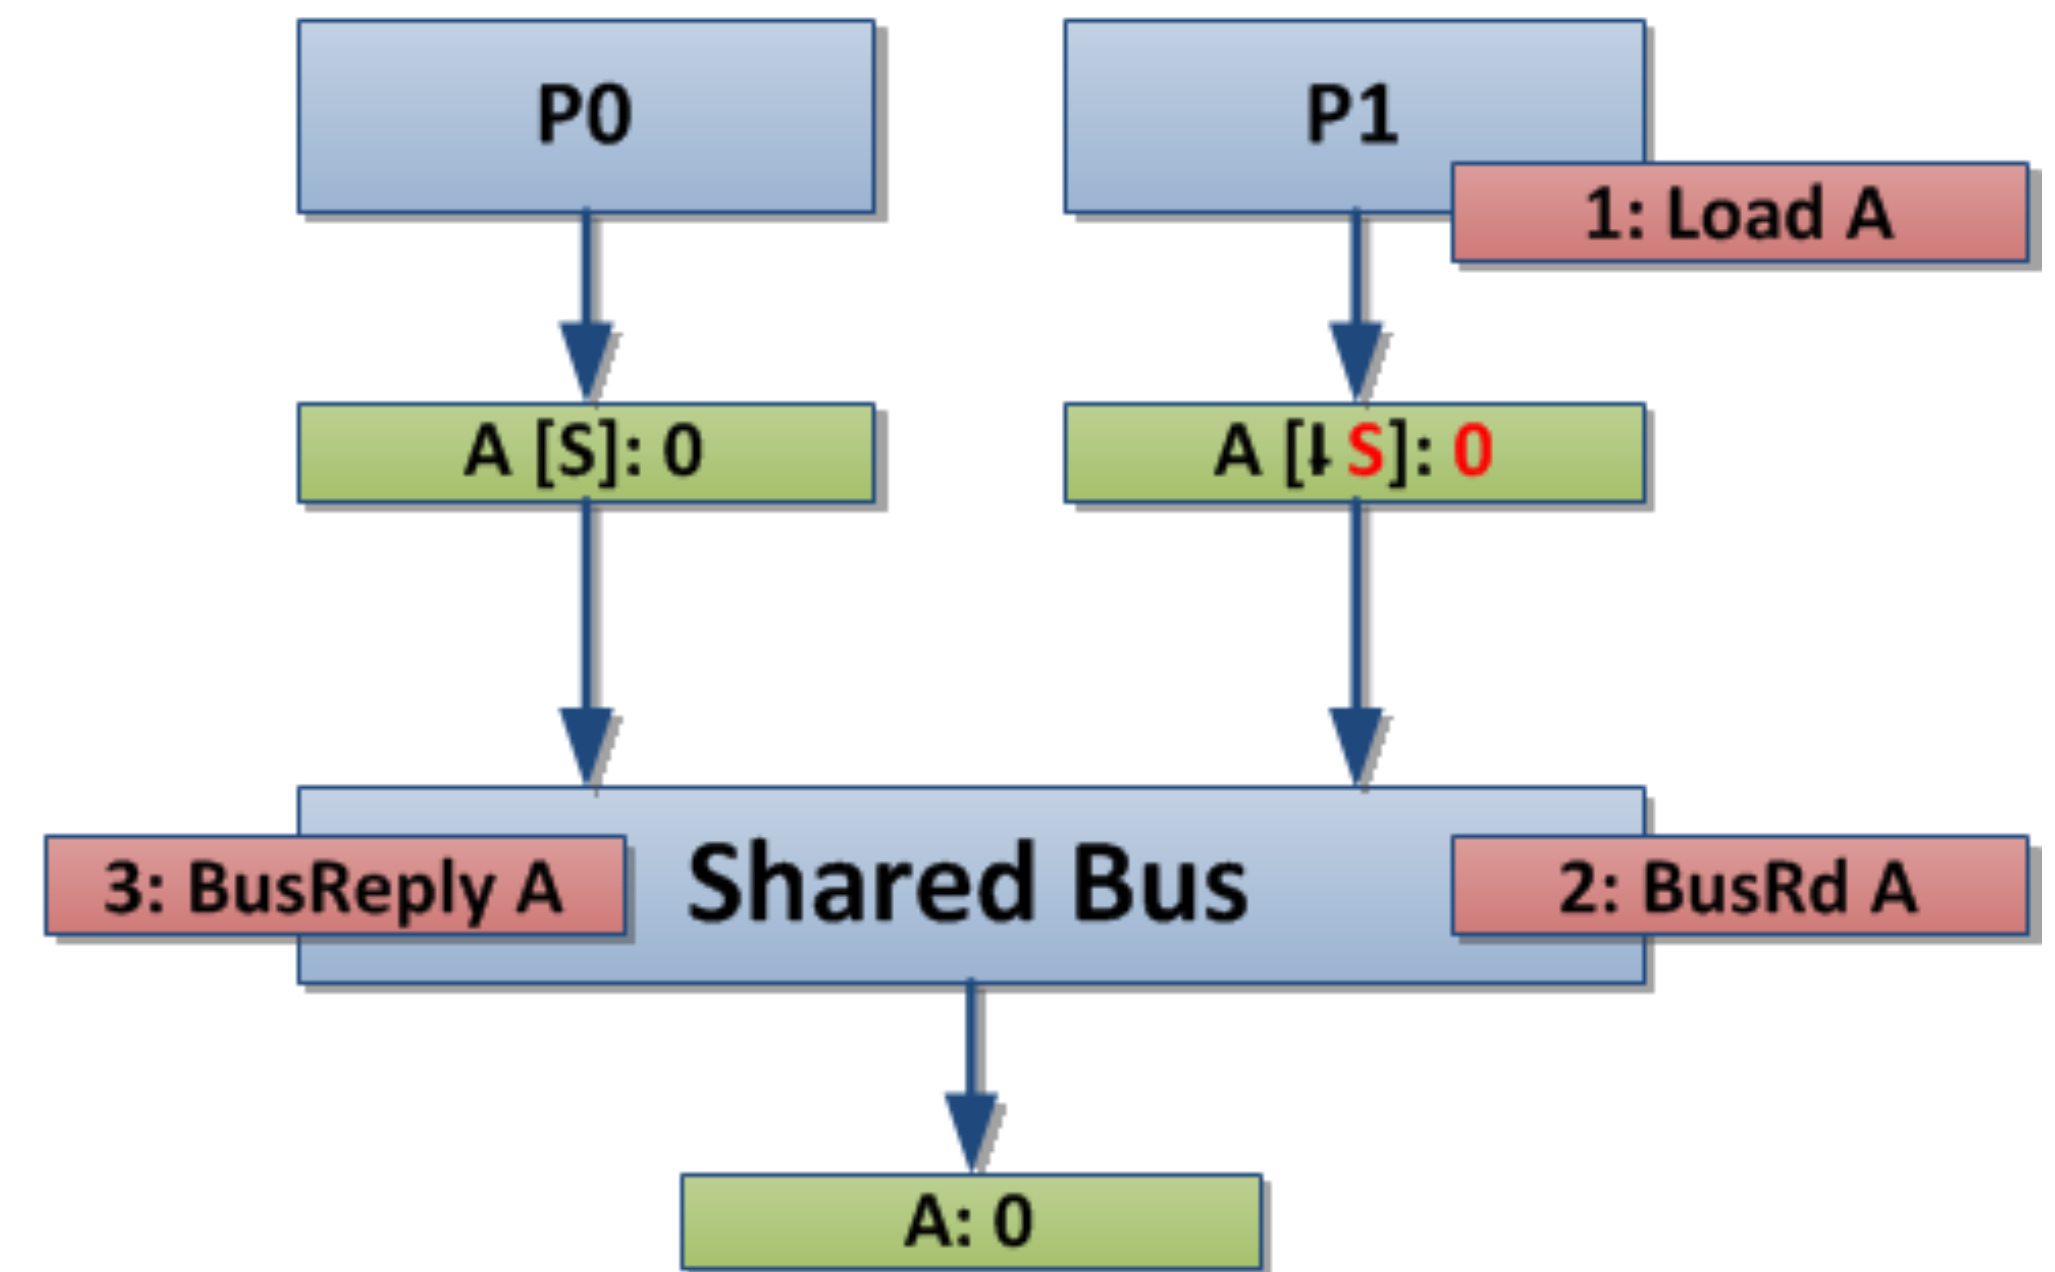 P0
P1
1: Load A
A [S]: 0
A [I S]: 0
3: BusReply A
Shared Bus
2: BusRd A
A: 0